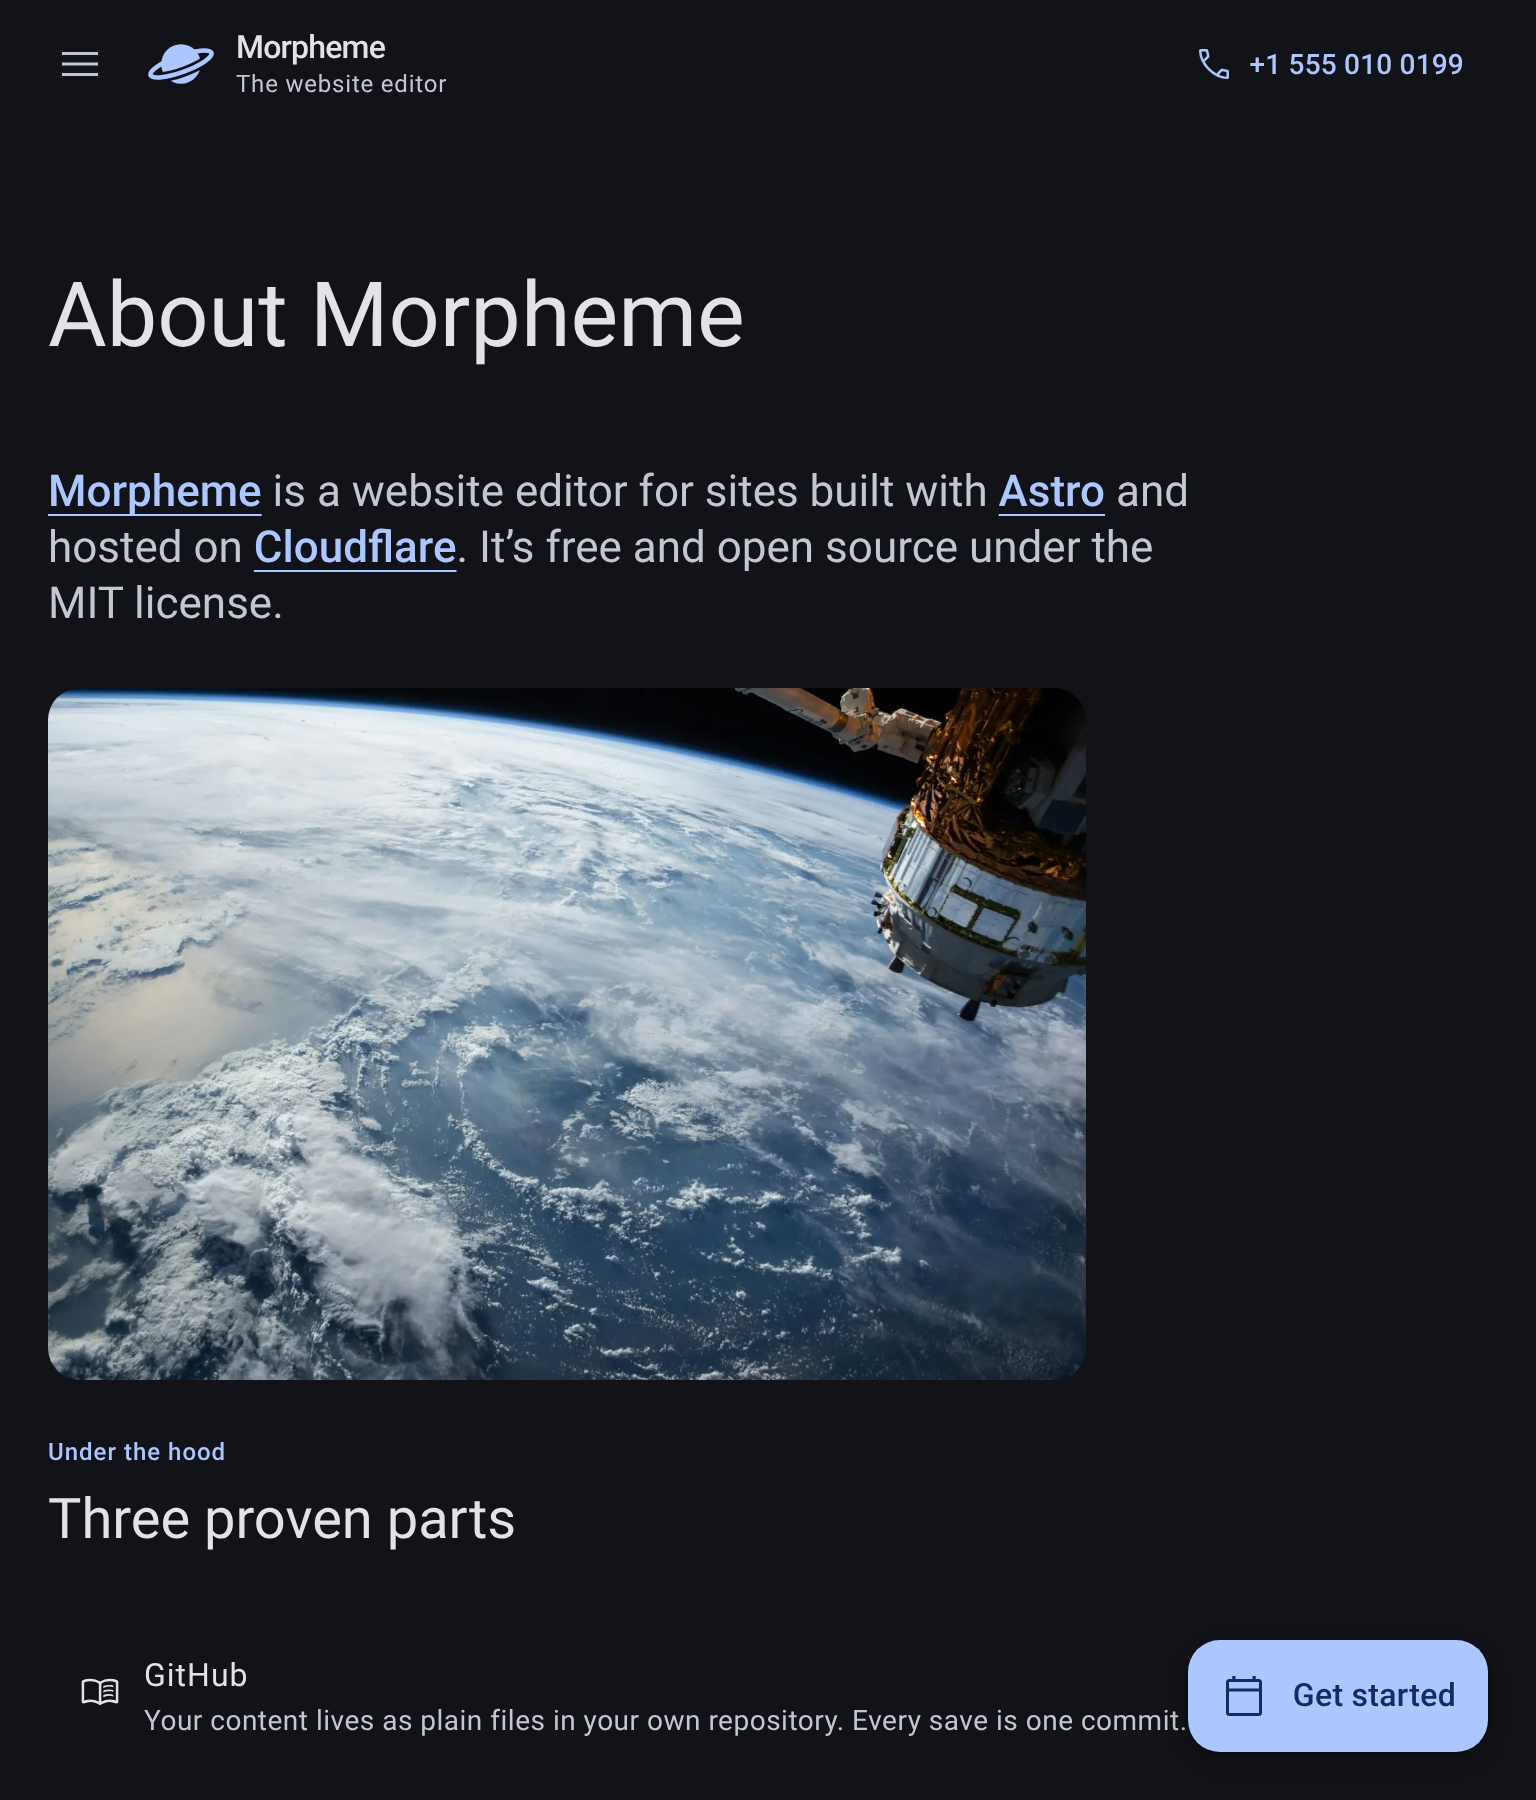 Morpheme
The website editor
+1 555 010 0199
About Morpheme
Morpheme is a website editor for sites built with Astro and
hosted on Cloudflare. It’s free and open source under the
MIT license.
Under the hood
Three proven parts
GitHub
Your content lives as plain files in your own repository. Every save is one commit.
Get started